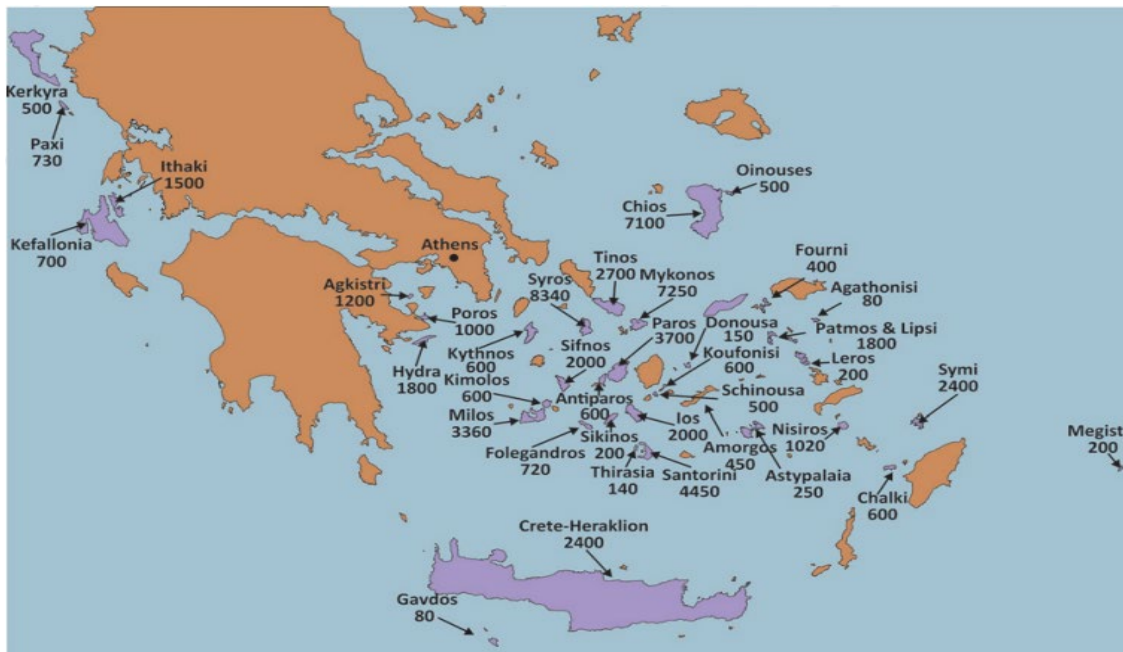 Kerkyra
500
Paxi
730
Ithaki
1500
Kefallonia
700
Oinouses
500
Chios
7100
Athens
Agkistri
1200
Poros
1000
Hydra
1800
Syros
8340
Tinos
2700
Mykonos
7250
Fourni
400
Agathonisi
80
Kythnos
600
Sifnos
2000
Paros
3700
Donousa
150
Patmos & Lipsi
1800
Leros
200
Koufonisi
600
Kimolos
600
Antiparos
600
Schinousa
500
Symi
2400
Milos
3360
Folegandros
720
Sikinos
200
Ios
2000
Amorgos
450
Nisiros
1020
Astypalaia
250
Thirasia
140
Santorini
4450
Megist
200
Chalki
600
Crete-Heraklion
2400
Gavdos
80